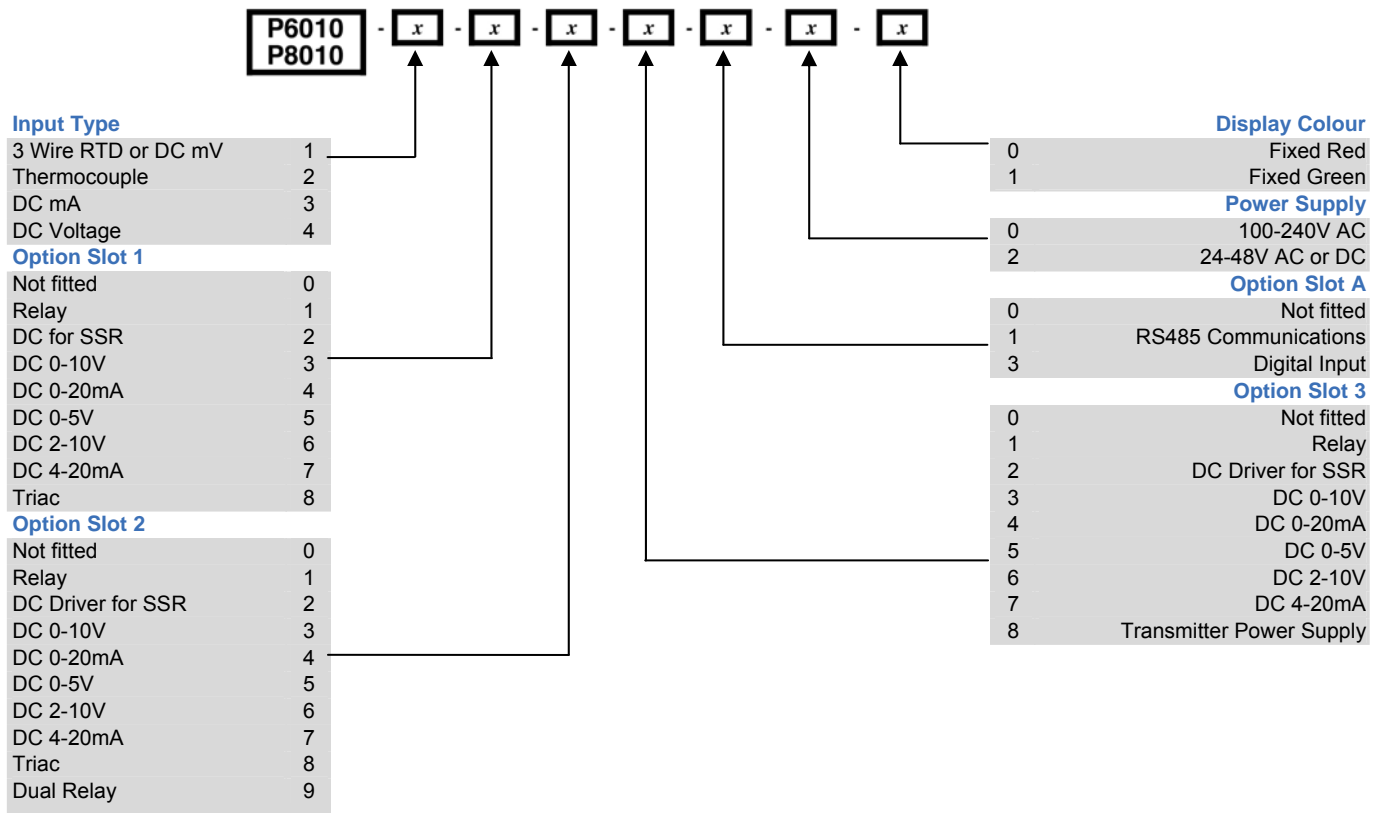 P6010 - x - x - x - x - x - x - x
P8010
Input Type
3 Wire RTD or DC mV 1
Thermocouple 2
DC mA 3
DC Voltage 4
Option Slot 1
Not fitted 0
Relay 1
DC for SSR 2
DC 0-10V 3
DC 0-20mA 4
DC 0-5V 5
DC 2-10V 6
DC 4-20mA 7
Triac 8
Option Slot 2
Not fitted 0
Relay 1
DC Driver for SSR 2
DC 0-10V 3
DC 0-20mA 4
DC 0-5V 5
DC 2-10V 6
DC 4-20mA 7
Triac 8
Dual Relay 9
Display Colour
0 Fixed Red
1 Fixed Green
Power Supply
0 100-240V AC
2 24-48V AC or DC
Option Slot A
0 Not fitted
1 RS485 Communications
3 Digital Input
Option Slot 3
0 Not fitted
1 Relay
2 DC Driver for SSR
3 DC 0-10V
4 DC 0-20mA
5 DC 0-5V
6 DC 2-10V
7 DC 4-20mA
8 Transmitter Power Supply